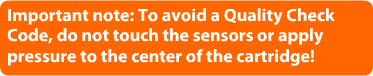 Important note: To avoid a Quality Check
Code, do not touch the sensors or apply
pressure to the center of the cartridge!